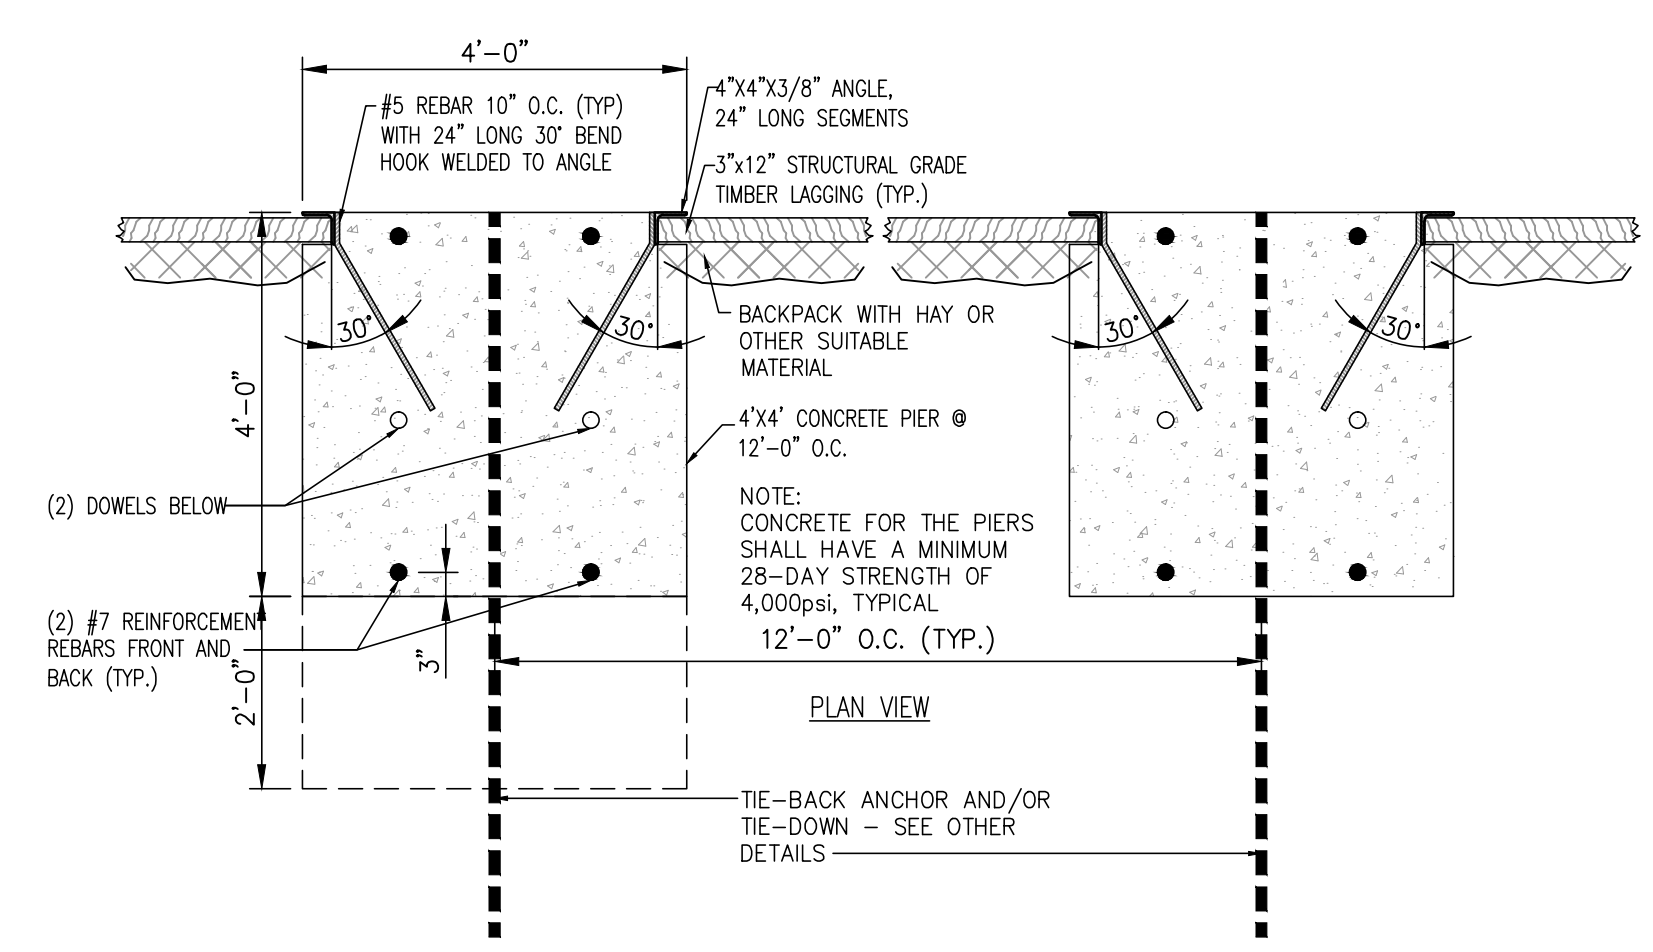 4'-0"
#5 REBAR 10" O.C. (TYP)
WITH 24" LONG 30° BEND
HOOK WELDED TO ANGLE
4"X4"X3/8" ANGLE,
24" LONG SEGMENTS
3"x12" STRUCTURAL GRADE
TIMBER LAGGING (TYP.)
30°
30°
30°
30°
BACKPACK WITH HAY OR
OTHER SUITABLE
MATERIAL
4'-0"
4'X4' CONCRETE PIER @
12'-0" O.C.
(2) DOWELS BELOW
NOTE:
CONCRETE FOR THE PIERS
SHALL HAVE A MINIMUM
28-DAY STRENGTH OF
4,000psi, TYPICAL
(2) #7 REINFORCEMENT
REBARS FRONT AND
BACK (TYP.)
3"
2'-0"
12'-0" O.C. (TYP.)
PLAN VIEW
TIE-BACK ANCHOR AND/OR
TIE-DOWN - SEE OTHER
DETAILS